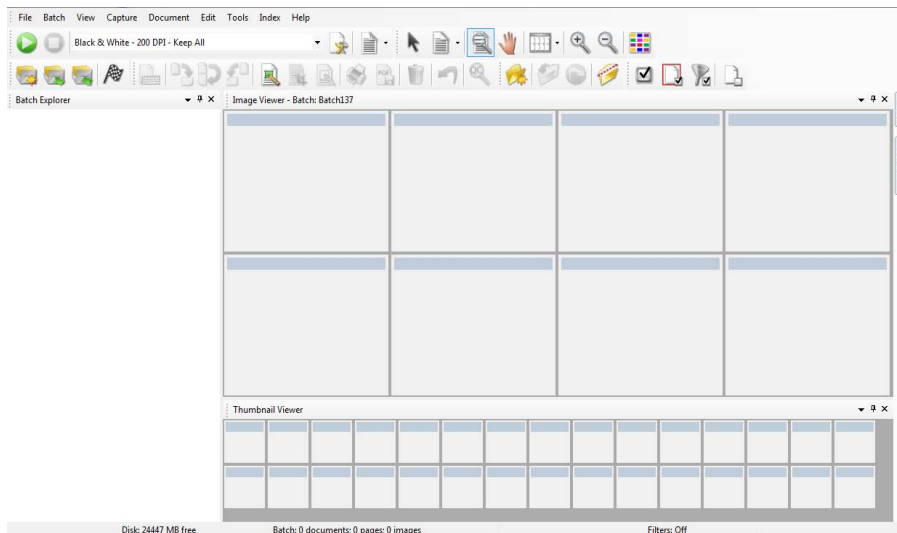 File Batch View Capture Document Edit Tools Index Help
Black & White - 200 DPI - Keep All
Batch Explorer
Image Viewer - Batch: Batch137
Thumbnail Viewer
Disk: 24447 MB free Batch: 0 documents: 0 pages: 0 images Filters: Off